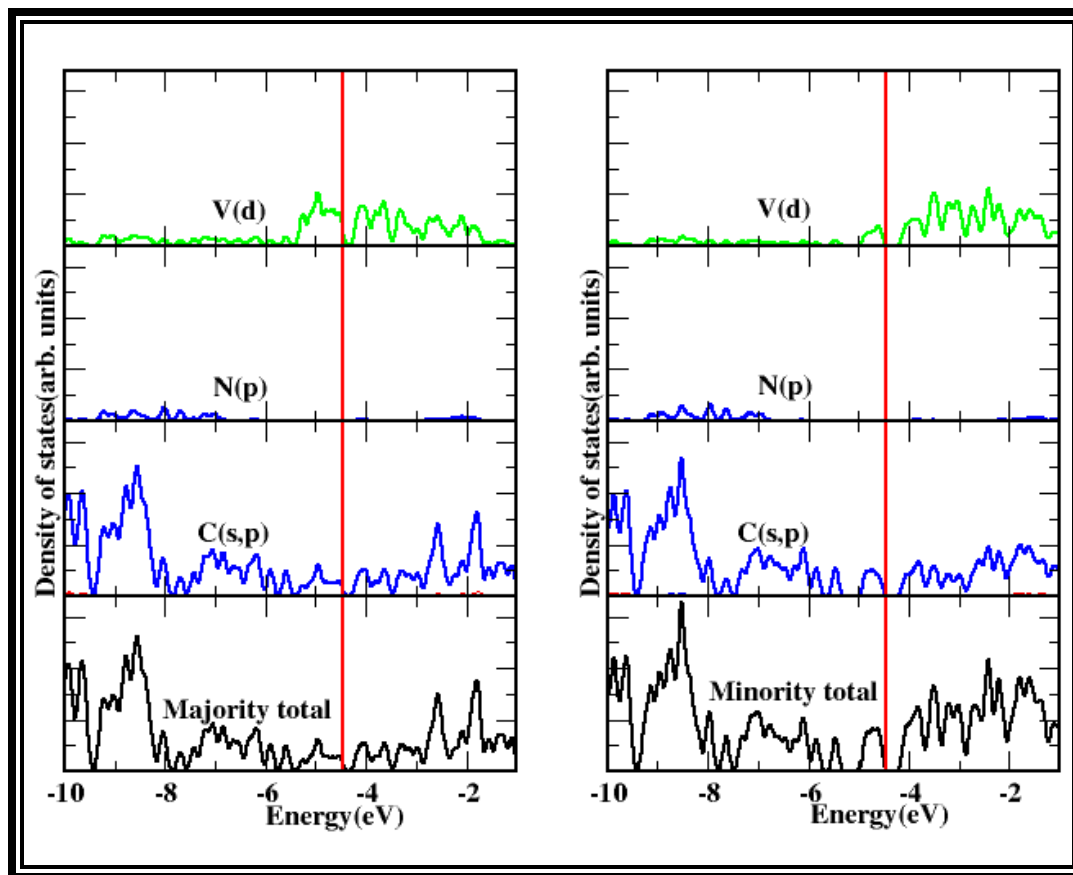 V(d)
N(p)
C(s,p)
Majority total
Density of states(arb. units)
-10
-8
-6
-4
-2
Energy(eV)
V(d)
N(p)
C(s,p)
Minority total
Density of states(arb. units)
-10
-8
-6
-4
-2
Energy(eV)